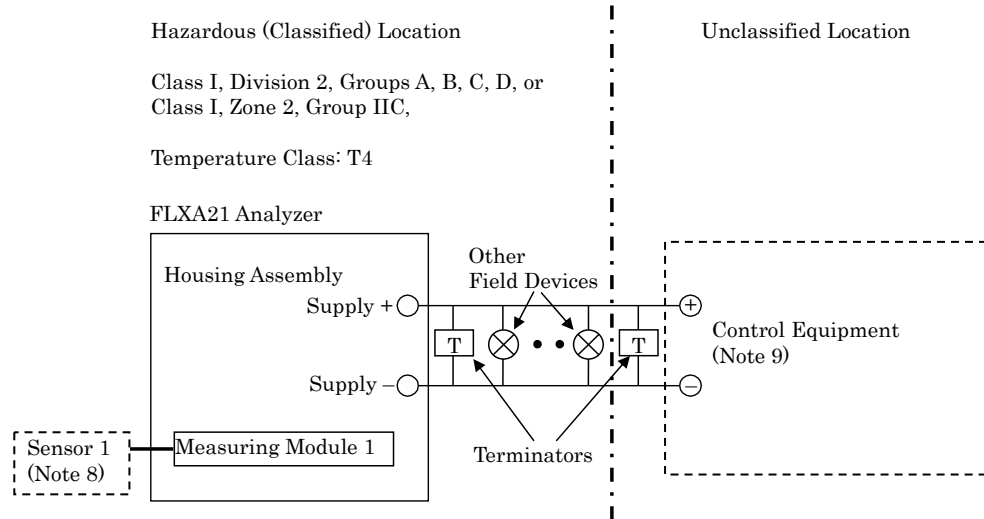 Hazardous (Classified) Location
Unclassified Location
Class I, Division 2, Groups A, B, C, D, or
Class I, Zone 2, Group IIC,
Temperature Class: T4
FLXA21 Analyzer
Housing Assembly
Other
Field Devices
Supply +
+
T
T
Control Equipment
(Note 9)
Supply –
–
Sensor 1
(Note 8)
Measuring Module 1
Terminators